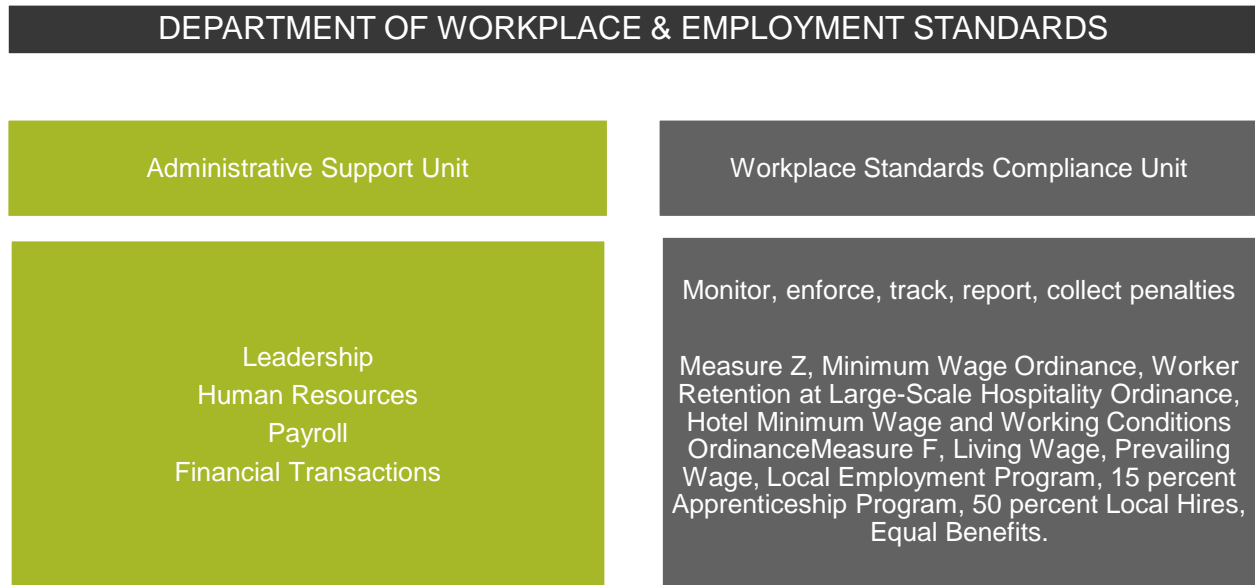 DEPARTMENT OF WORKPLACE & EMPLOYMENT STANDARDS
Administrative Support Unit
Workplace Standards Compliance Unit
Leadership
Human Resources
Payroll
Financial Transactions
Monitor, enforce, track, report, collect penalties
Measure Z, Minimum Wage Ordinance, Worker
Retention at Large-Scale Hospitality Ordinance,
Hotel Minimum Wage and Working Conditions
OrdinanceMeasure F, Living Wage, Prevailing
Wage, Local Employment Program, 15 percent
Apprenticeship Program, 50 percent Local Hires,
Equal Benefits.